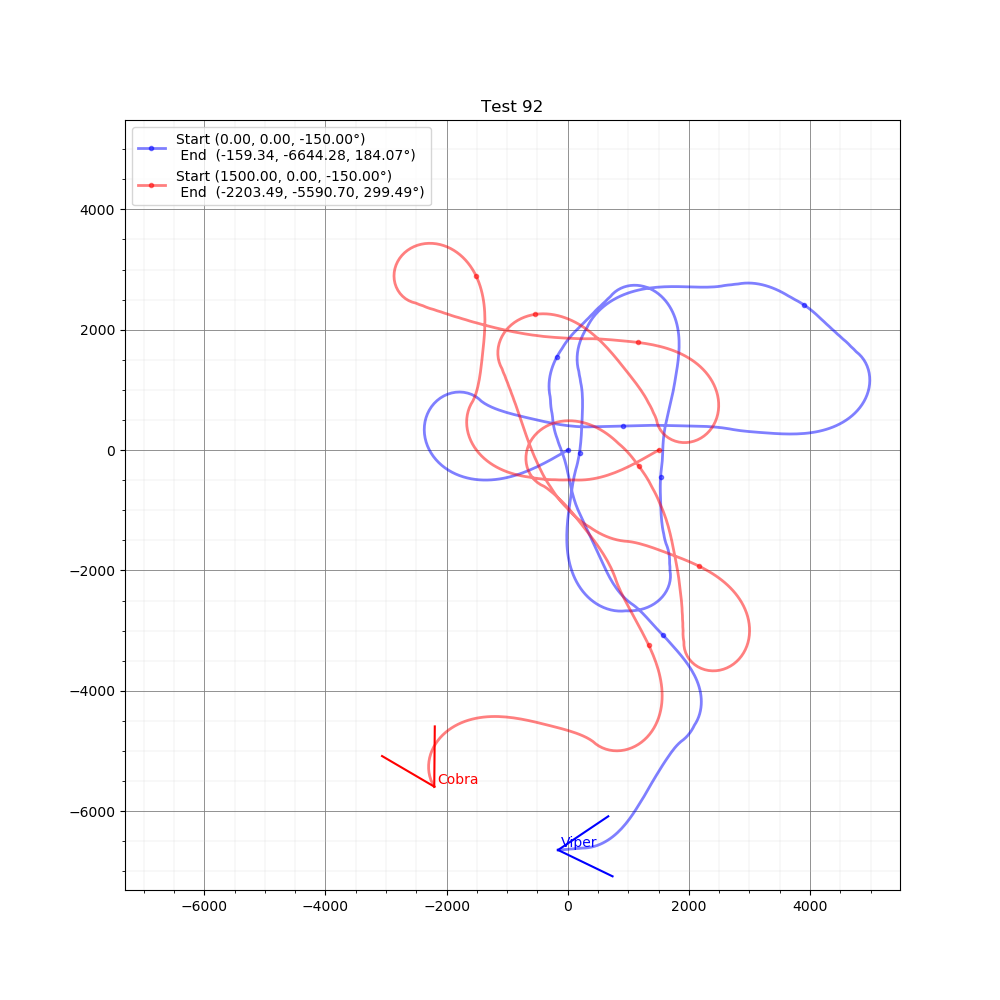 Test 92
Start (0.00, 0.00, -150.00°)
End  (-159.34, -6644.28, 184.07°)
Start (1500.00, 0.00, -150.00°)
End  (-2203.49, -5590.70, 299.49°)
4000
2000
0
−2000
−4000
−6000
Cobra
Viper
−6000 −4000 −2000 0 2000 4000